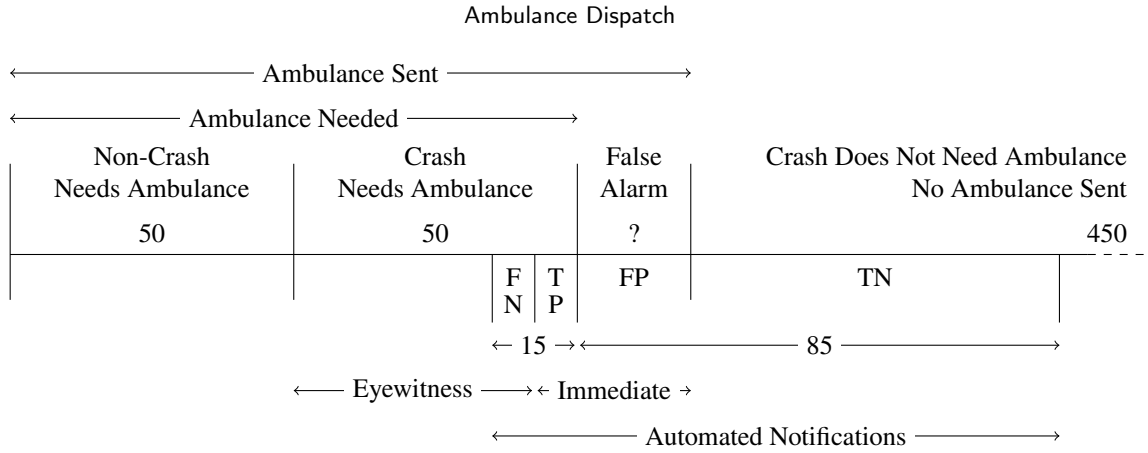 Ambulance Dispatch
Ambulance Sent
Ambulance Needed
Non-Crash
Needs Ambulance
50
Crash
Needs Ambulance
50
False
Alarm
?
Crash Does Not Need Ambulance
No Ambulance Sent
450
F
N
T
P
FP
TN
15
85
Eyewitness
Immediate
Automated Notifications